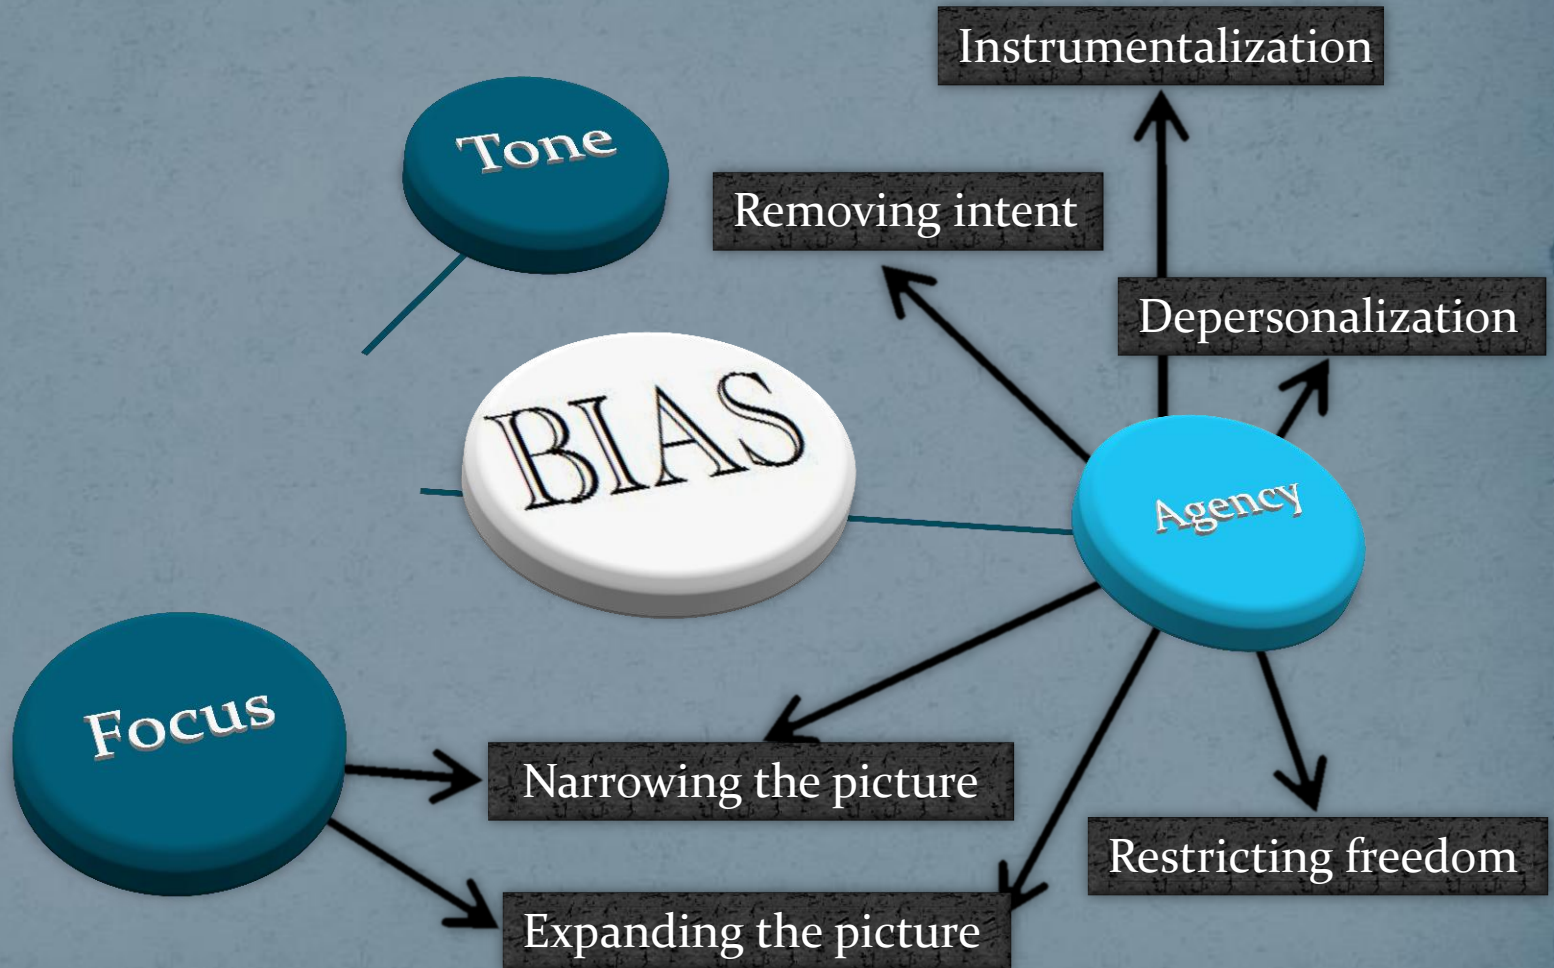 Instrumentalization
Tone
Removing intent
Depersonalization
BIAS
Agency
Focus
Narrowing the picture
Restricting freedom
Expanding the picture